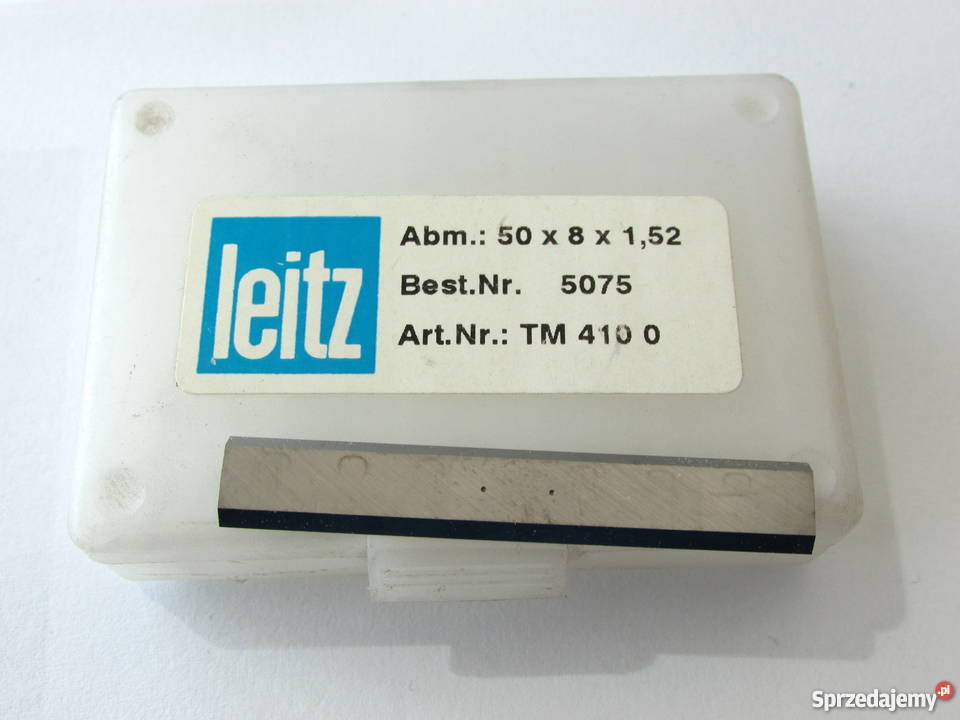 leitz
Abm.: 50 x 8 x 1,52
Best.Nr. 5075
Art.Nr.: TM 410 0
Sprzedajemy.pl